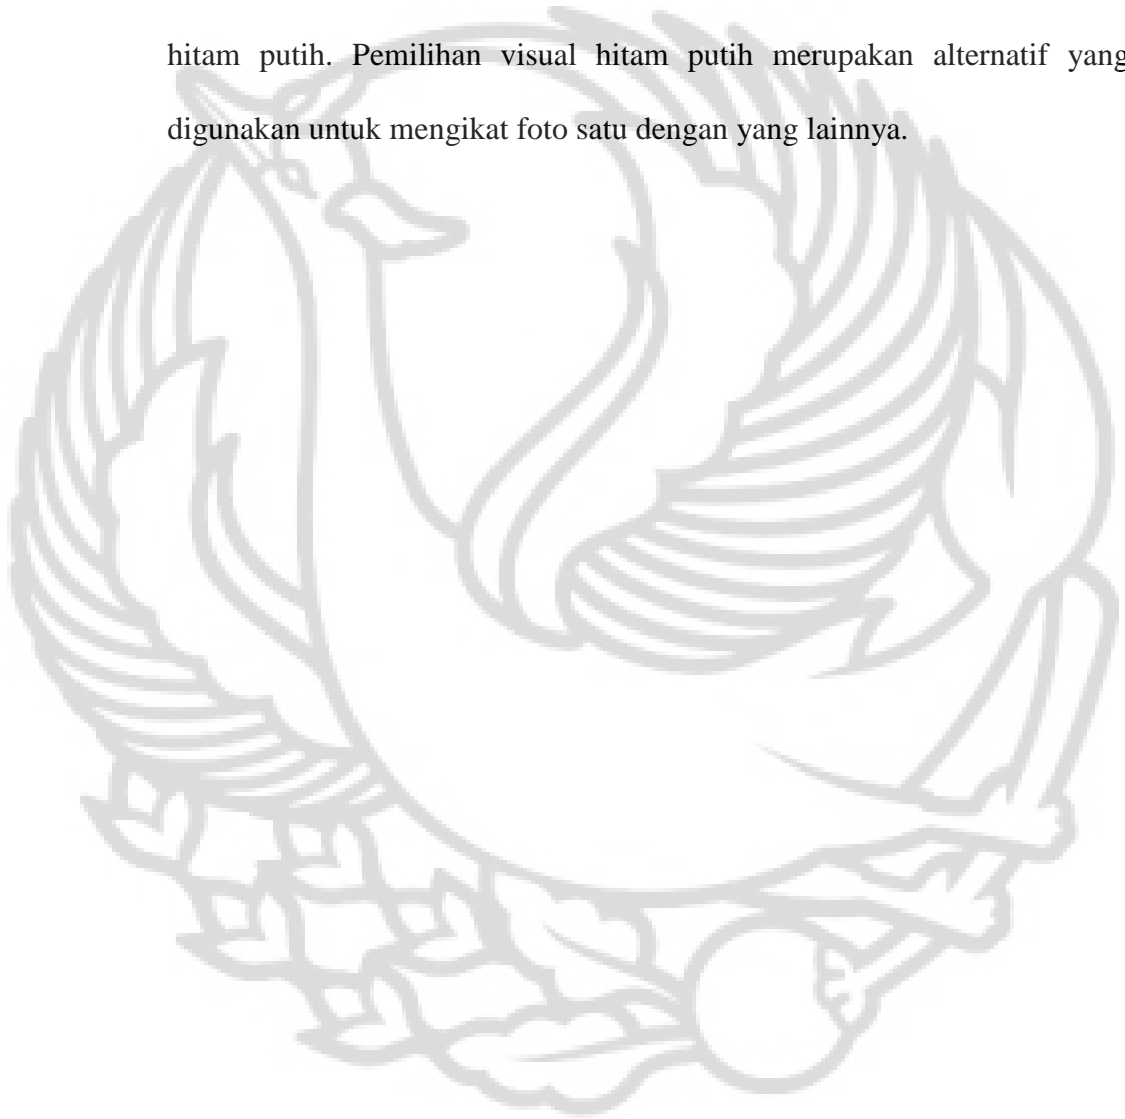 hitam putih. Pemilihan visual hitam putih merupakan alternatif yang
digunakan untuk mengikat foto satu dengan yang lainnya.